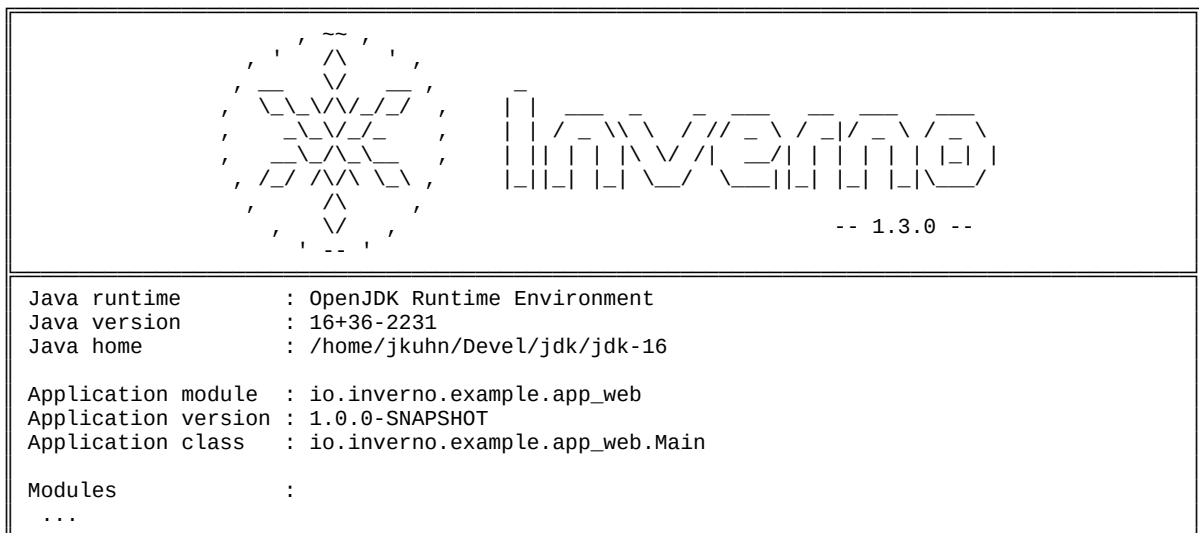 Inverno
-- 1.3.0 --
Java runtime : OpenJDK Runtime Environment
Java version : 16+36-2231
Java home : /home/jkuhn/Devel/jdk/jdk-16
Application module : io.inverno.example.app_web
Application version : 1.0.0-SNAPSHOT
Application class : io.inverno.example.app_web.Main
Modules :
...